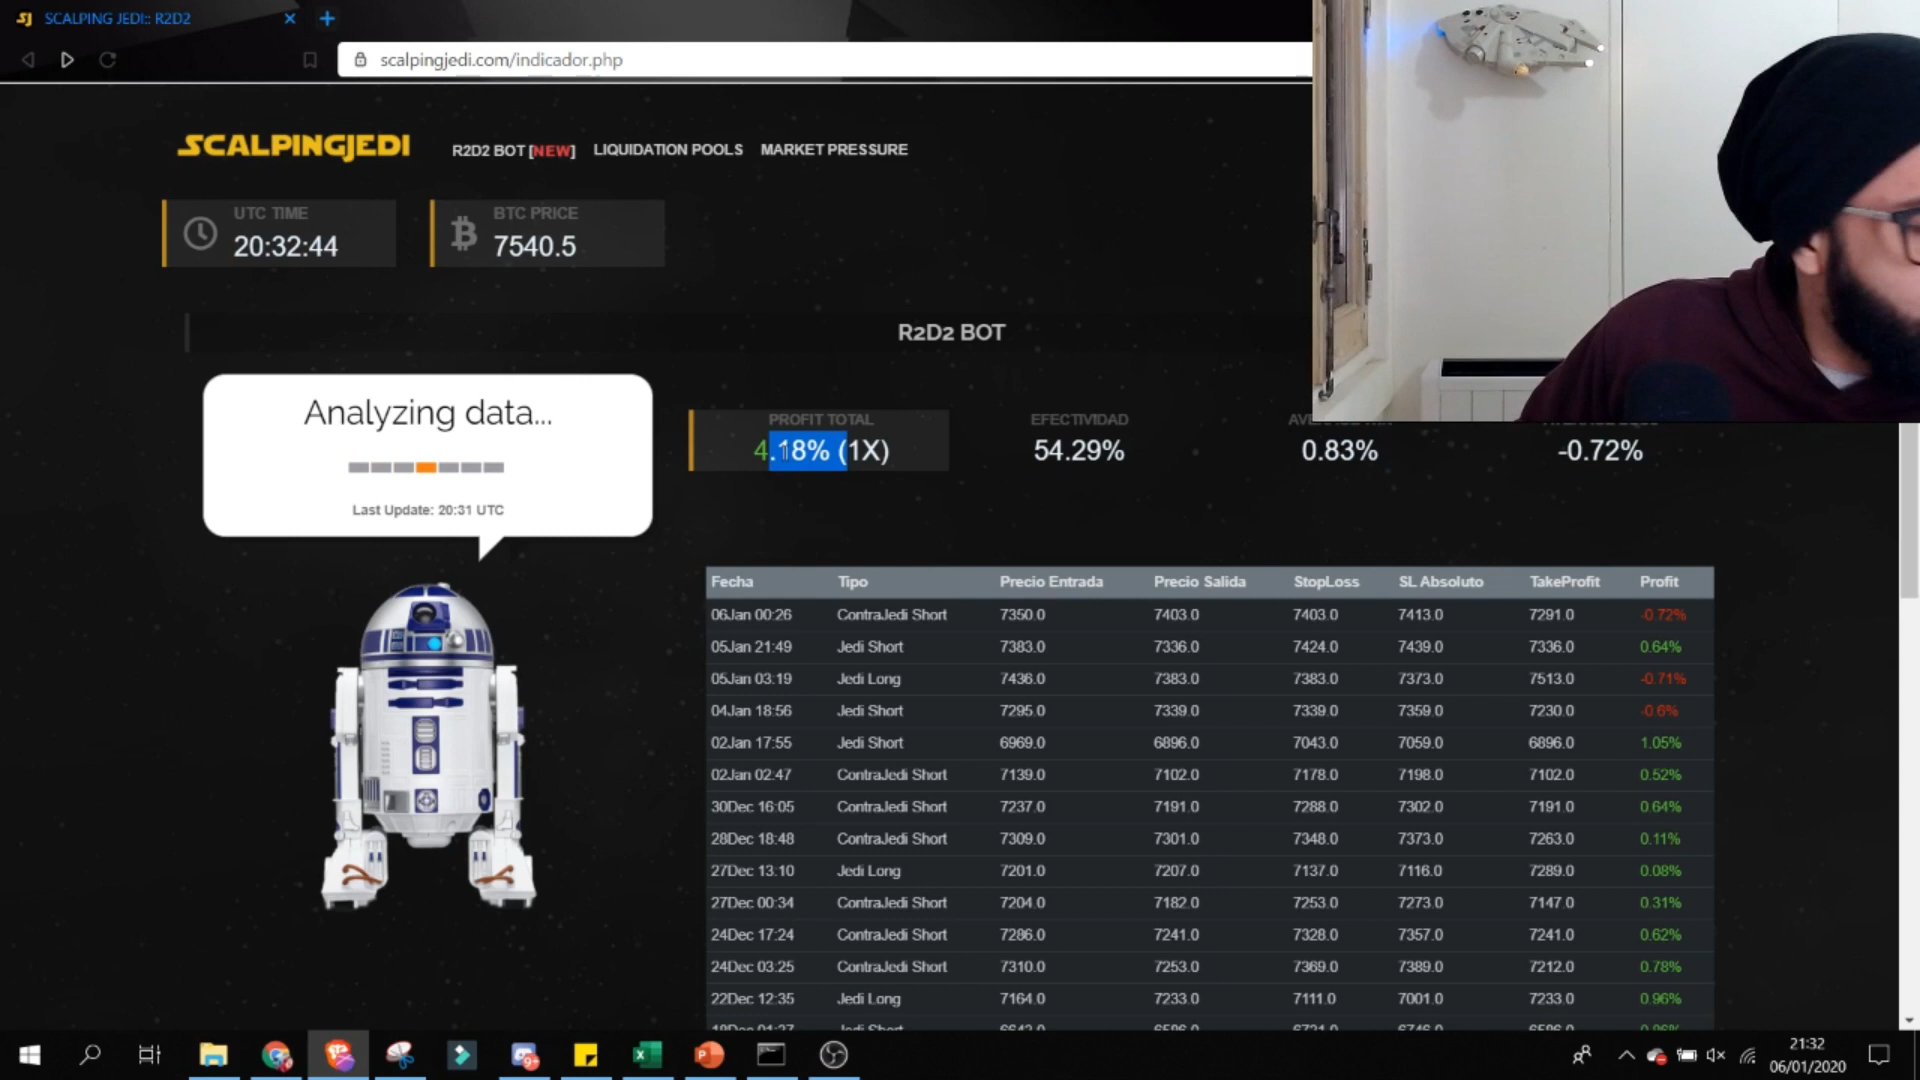 SCALPING JEDI:: R2D2
scalpingjedi.com/indicador.php
SCALPINGJEDI
R2D2 BOT [NEW] LIQUIDATION POOLS MARKET PRESSURE
UTC TIME
20:32:44
BTC PRICE
7540.5
R2D2 BOT
Analyzing data...
Last Update: 20:31 UTC
PROFIT TOTAL
4.18% (1X)
EFECTIVIDAD
54.29%
0.83%
-0.72%
Fecha Tipo Precio Entrada Precio Salida StopLoss SL Absoluto TakeProfit Profit
06Jan 00:26 ContraJedi Short 7350.0 7403.0 7403.0 7413.0 7291.0 -0.72%
05Jan 21:49 Jedi Short 7383.0 7336.0 7424.0 7439.0 7336.0 0.64%
05Jan 03:19 Jedi Long 7436.0 7383.0 7383.0 7373.0 7513.0 -0.71%
04Jan 18:56 Jedi Short 7295.0 7339.0 7339.0 7359.0 7230.0 -0.6%
02Jan 17:55 Jedi Short 6969.0 6896.0 7043.0 7059.0 6896.0 1.05%
02Jan 02:47 ContraJedi Short 7139.0 7102.0 7178.0 7198.0 7102.0 0.52%
30Dec 16:05 ContraJedi Short 7237.0 7191.0 7288.0 7302.0 7191.0 0.64%
28Dec 18:48 ContraJedi Short 7309.0 7301.0 7348.0 7373.0 7263.0 0.11%
27Dec 13:10 Jedi Long 7201.0 7207.0 7137.0 7116.0 7289.0 0.08%
27Dec 00:34 ContraJedi Short 7204.0 7182.0 7253.0 7273.0 7147.0 0.31%
24Dec 17:24 ContraJedi Short 7286.0 7241.0 7328.0 7357.0 7241.0 0.62%
24Dec 03:25 ContraJedi Short 7310.0 7253.0 7369.0 7389.0 7212.0 0.78%
22Dec 12:35 Jedi Long 7164.0 7233.0 7111.0 7001.0 7233.0 0.96%
21:32
06/01/2020